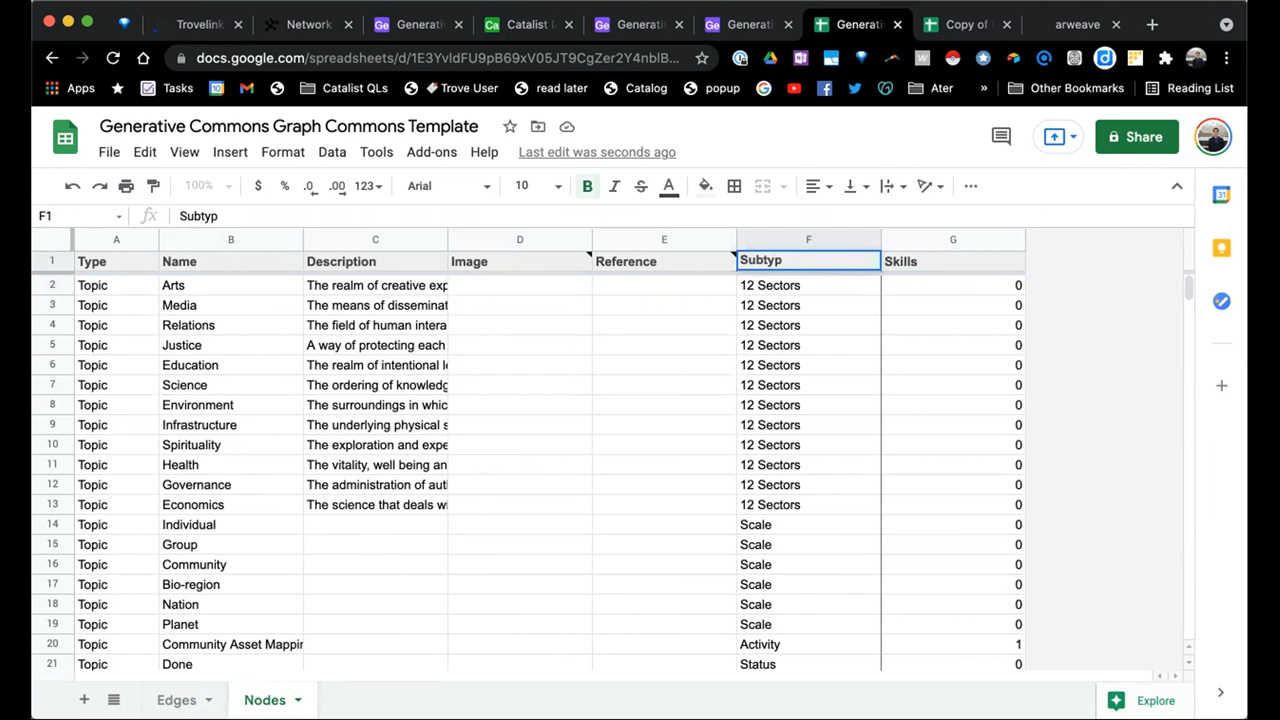 Trovelink
Network
Generati
Catalist L
Generati
Generati
Generati
Copy of
arweave
docs.google.com/spreadsheets/d/1E3YvldFU9pB69xV05JT9CgZer2Y4nblB...
Apps
Tasks
Catalist QLs
Trove User
read later
Catalog
popup
Ater
»
Other Bookmarks
Reading List
Generative Commons Graph Commons Template
File Edit View Insert Format Data Tools Add-ons Help Last edit was seconds ago
Share
100% $ % .0 .00 123 Arial 10 B I S A
F1 fx Subtyp
A B C D E F G
1 Type Name Description Image Reference Subtyp Skills
2 Topic Arts The realm of creative exp 12 Sectors 0
3 Topic Media The means of disseminat 12 Sectors 0
4 Topic Relations The field of human intera 12 Sectors 0
5 Topic Justice A way of protecting each 12 Sectors 0
6 Topic Education The realm of intentional le 12 Sectors 0
7 Topic Science The ordering of knowledg 12 Sectors 0
8 Topic Environment The surroundings in whic 12 Sectors 0
9 Topic Infrastructure The underlying physical s 12 Sectors 0
10 Topic Spirituality The exploration and expe 12 Sectors 0
11 Topic Health The vitality, well being an 12 Sectors 0
12 Topic Governance The administration of aut 12 Sectors 0
13 Topic Economics The science that deals wi 12 Sectors 0
14 Topic Individual Scale 0
15 Topic Group Scale 0
16 Topic Community Scale 0
17 Topic Bio-region Scale 0
18 Topic Nation Scale 0
19 Topic Planet Scale 0
20 Topic Community Asset Mappin Activity 1
21 Topic Done Status 0
Edges Nodes Explore